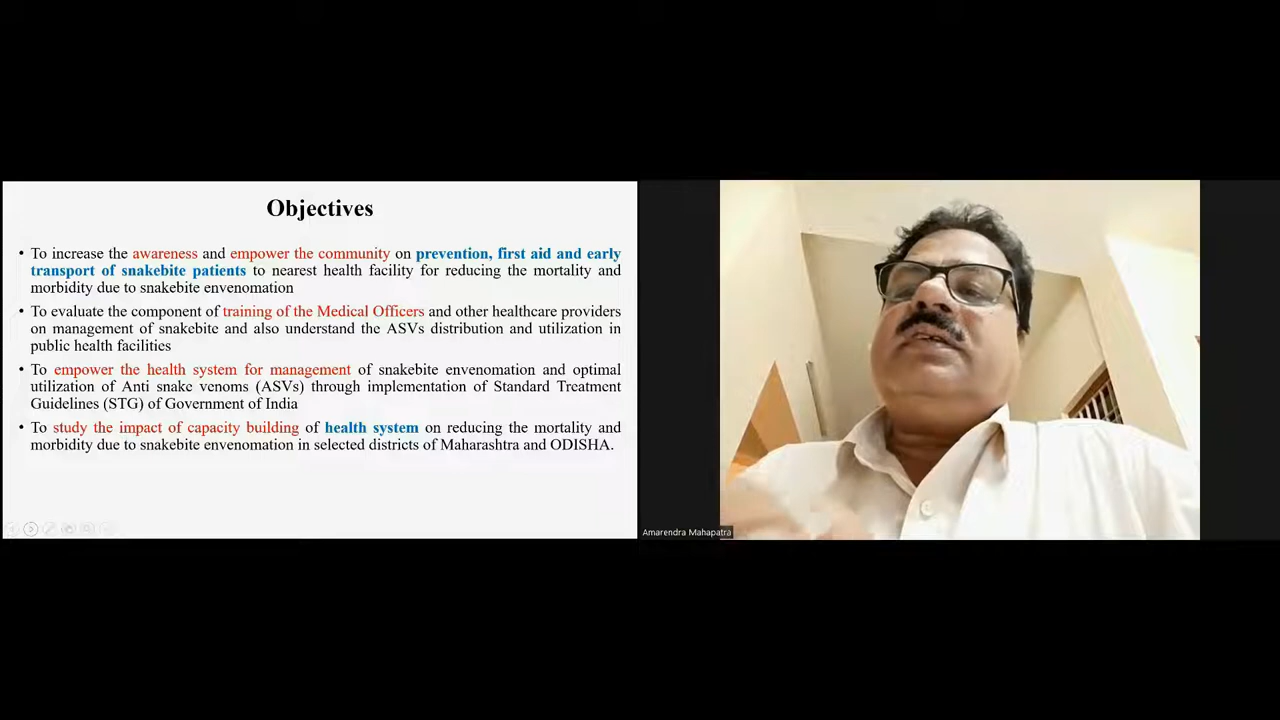 Objectives
• To increase the awareness and empower the community on prevention, first aid and early
transport of snakebite patients to nearest health facility for reducing the mortality and
morbidity due to snakebite envenomation
• To evaluate the component of training of the Medical Officers and other healthcare providers
on management of snakebite and also understand the ASVs distribution and utilization in
public health facilities
• To empower the health system for management of snakebite envenomation and optimal
utilization of Anti snake venoms (ASVs) through implementation of Standard Treatment
Guidelines (STG) of Government of India
• To study the impact of capacity building of health system on reducing the mortality and
morbidity due to snakebite envenomation in selected districts of Maharashtra and ODISHA.
Amarendra Mahapatra